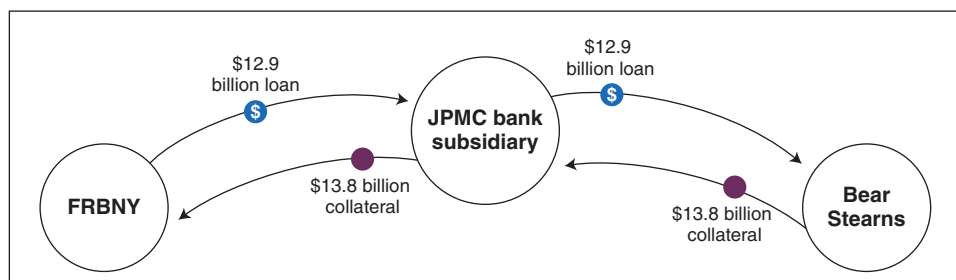 $12.9
billion loan
$
FRBNY
$13.8 billion
collateral
JPMC bank
subsidiary
$12.9
billion loan
$
$13.8 billion
collateral
Bear
Stearns